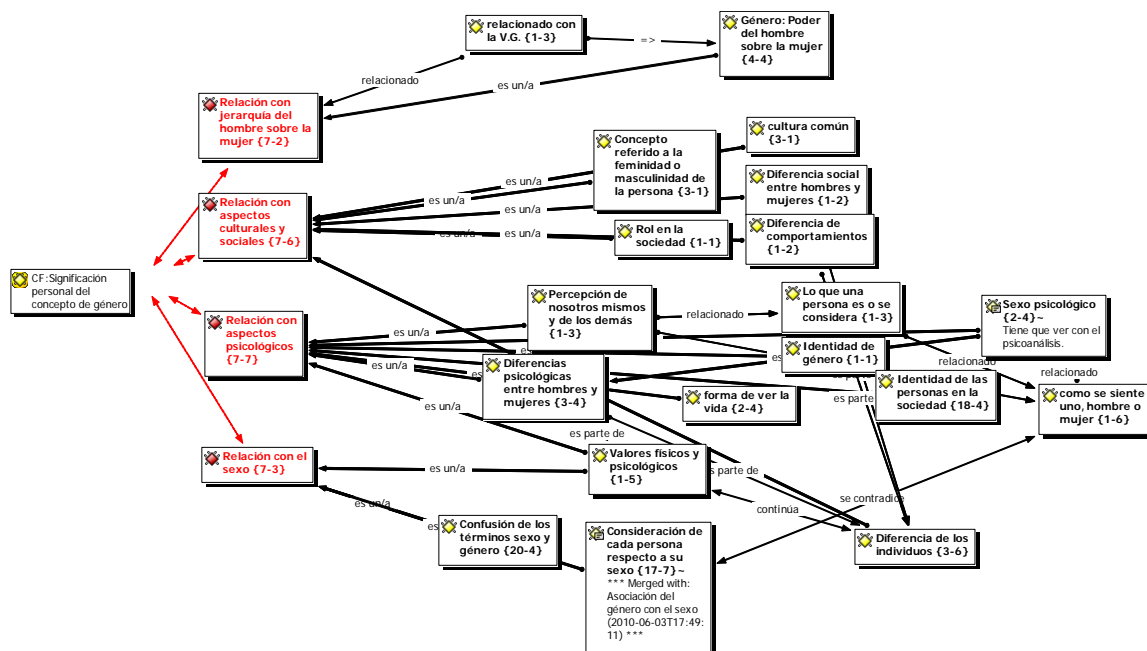 relacionado con
la V.G. {1-3}
=>
Género: Poder
del hombre
sobre la mujer
{4-4}
relacionado
es un/a
Relación con
jerarquía del
hombre sobre la
mujer {7-2}
Concepto
referido a la
feminidad o
masculinidad de
la persona {3-1}
cultura común
{3-1}
es un/a
es un/a
Diferencia social
entre hombres y
mujeres {1-2}
Relación con
aspectos
culturales y
sociales {7-6}
es un/a
es un/a
es un/a
Rol en la
sociedad {1-1}
Diferencia de
comportamientos
{1-2}
CF:Significación
personal del
concepto de género
Relación con
aspectos
psicológicos
{7-7}
es un/a
Percepción de
nosotros mismos
y de los demás
{1-3}
relacionado
Lo que una
persona es o se
considera {1-3}
Sexo psicológico
{2-4}~
Tiene que ver con el
psicoanálisis.
Identidad de
género {1-1}
relacionado
relacionado
Diferencias
psicológicas
entre hombres y
mujeres {3-4}
es un/a
forma de ver la
vida {2-4}
es parte
Identidad de las
personas en la
sociedad {18-4}
como se siente
uno, hombre o
mujer {1-6}
es parte de
Relación con el
sexo {7-3}
es un/a
Valores físicos y
psicológicos
{1-5}
s parte de
se contradice
continúa
es un/a
es
Confusión de los
términos sexo y
género {20-4}
Consideración de
cada persona
respecto a su
sexo {17-7}~
*** Merged with:
Asociación del
género con el sexo
(2010-06-03T17:49:
11) ***
Diferencia de los
individuos {3-6}